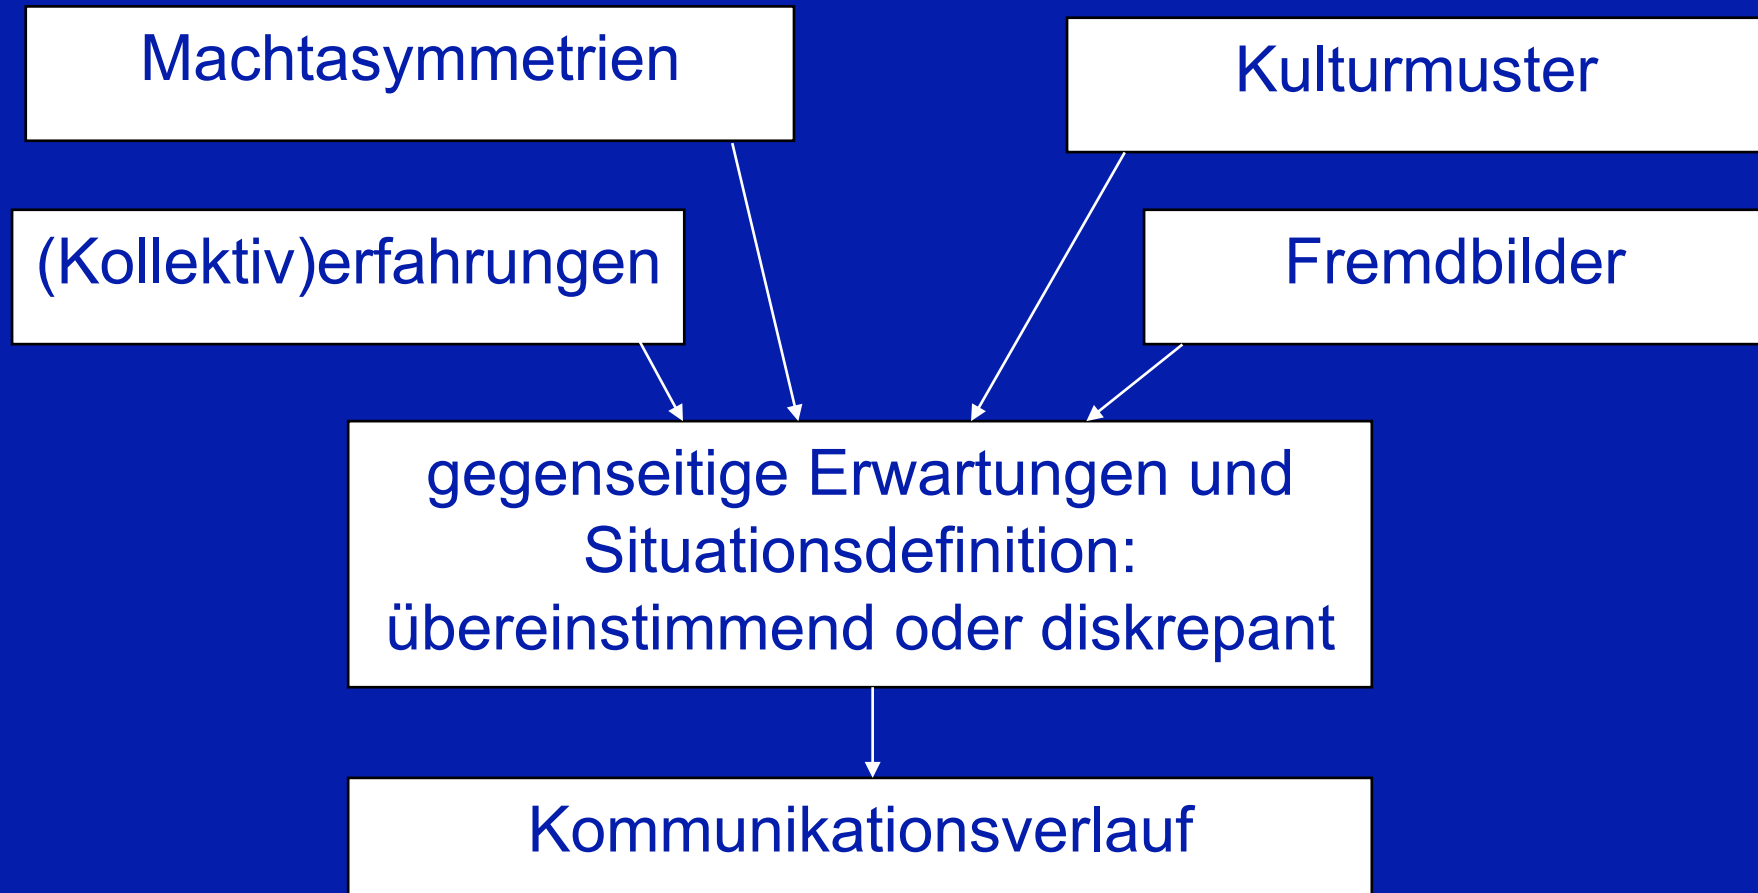 Machtasymmetrien
Kulturmuster
(Kollektiv)erfahrungen
Fremdbilder
gegenseitige Erwartungen und
Situationsdefinition:
übereinstimmend oder diskrepant
Kommunikationsverlauf